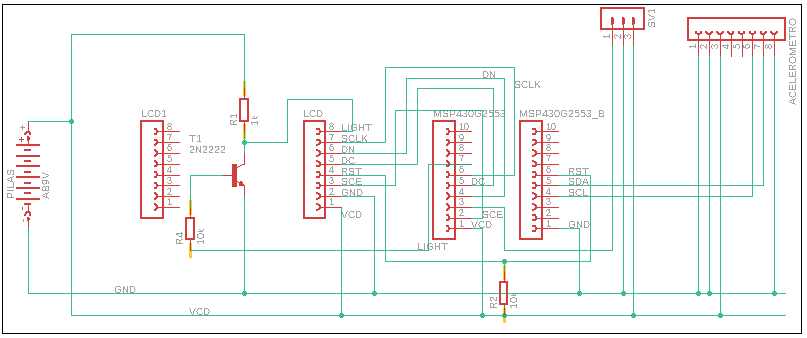 SV1
1 2 3
ACELEROMETRO
1 2 3 4 5 6 7 8
DN
SCLK
R1
1k
LCD1
8
7
6
5
4
3
2
1
T1
2N2222
LCD
8
7
6
5
4
3
2
1
LIGHT
SCLK
DN
DC
RST
SCE
GND
VCD
MSP430G2553
10
9
8
7
6
5
4
3
2
1
DC
SCE
VCD
LIGHT
MSP430G2553_B
10
9
8
7
6
5
4
3
2
1
RST
SDA
SCL
GND
PILAS
AB9V
+
-
R4
10k
R2
10k
GND
VCD